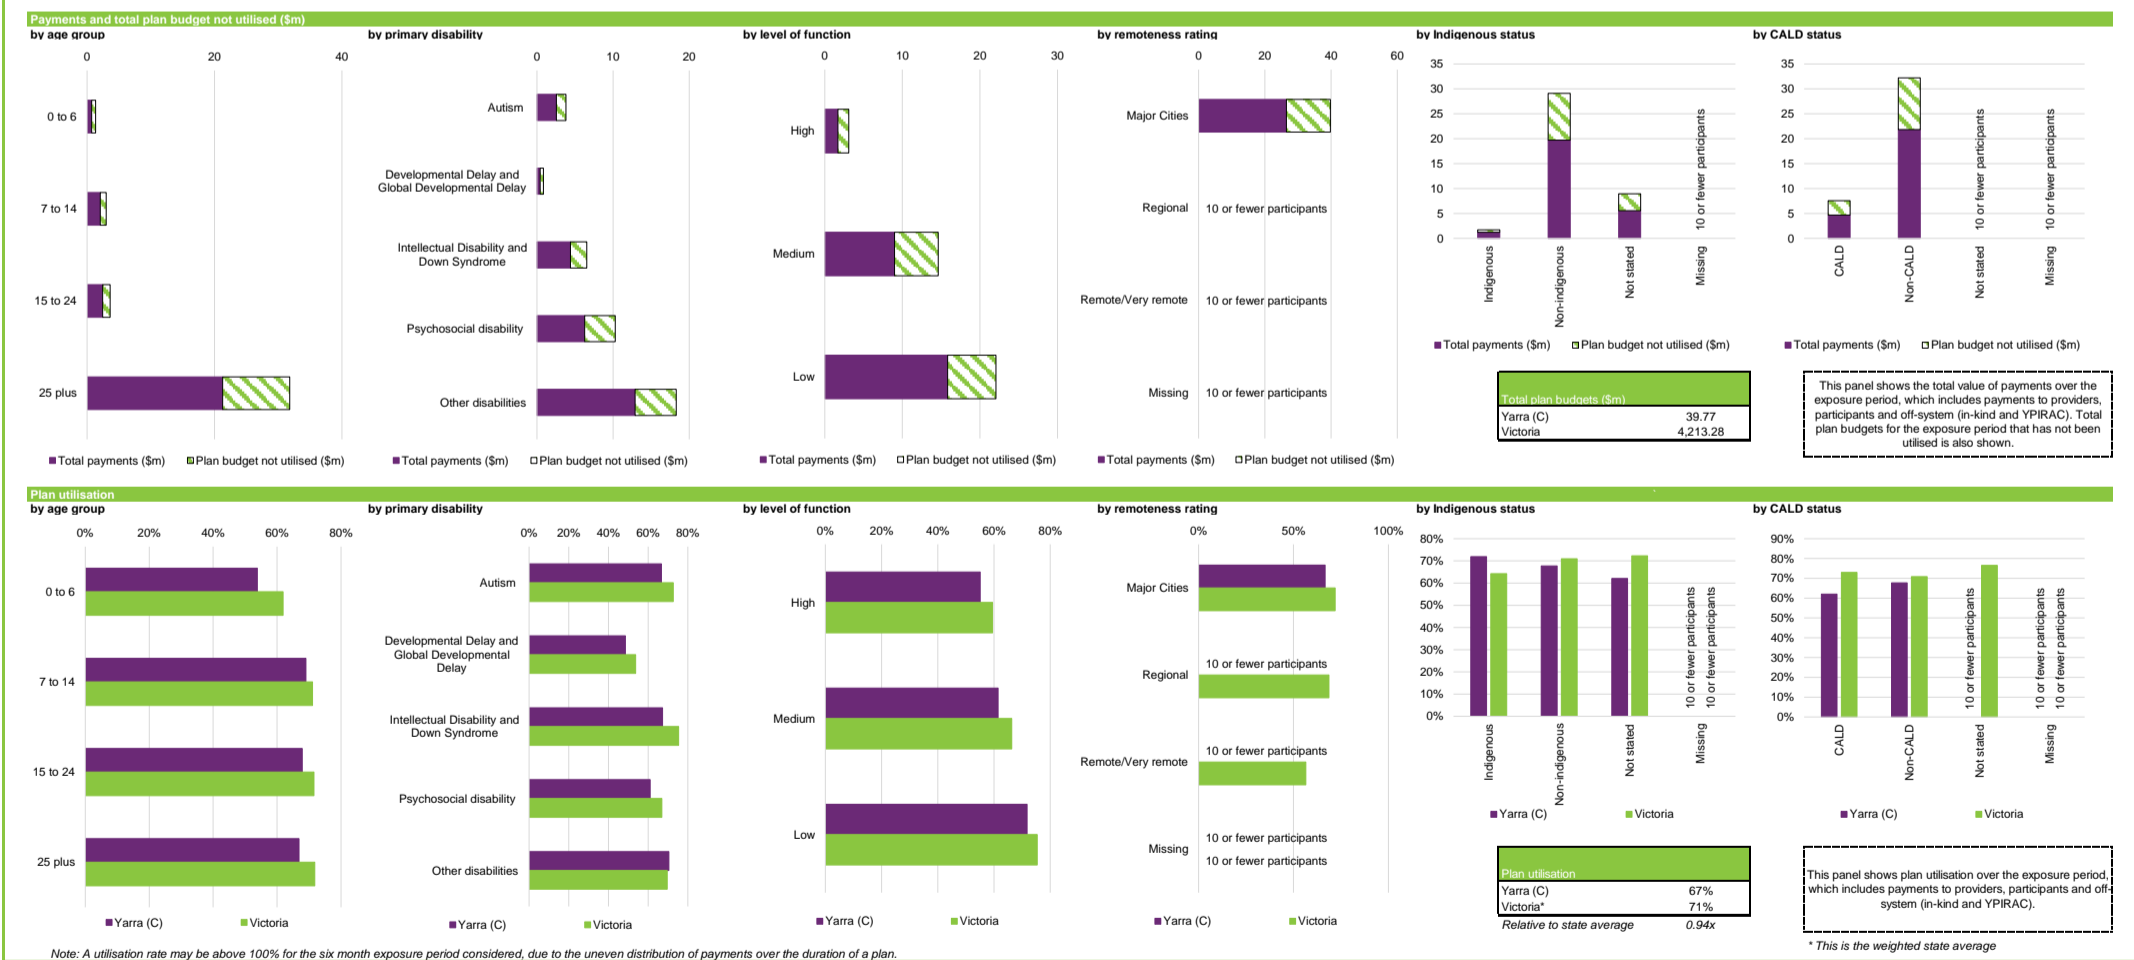 Payments and total plan budget not utilised ($m)
by age group
0 20 40
0 to 6
7 to 14
15 to 24
25 plus
Total payments ($m) Plan budget not utilised ($m)
by primary disability
0 10 20
Autism
Developmental Delay and
Global Developmental Delay
Intellectual Disability and
Down Syndrome
Psychosocial disability
Other disabilities
Total payments ($m) Plan budget not utilised ($m)
by level of function
0 10 20 30
High
Medium
Low
Total payments ($m) Plan budget not utilised ($m)
by remoteness rating
0 20 40 60
Major Cities
Regional 10 or fewer participants
Remote/Very remote 10 or fewer participants
Missing 10 or fewer participants
Total payments ($m) Plan budget not utilised ($m)
by Indigenous status
35
30
25
20
15
10
5
0
10 or fewer participants
Indigenous
Non-indigenous
Not stated
Missing
Total payments ($m) Plan budget not utilised ($m)
Total plan budgets ($m)
Yarra (C) 39.77
Victoria 4,213.28
by CALD status
35
30
25
20
15
10
5
0
10 or fewer participants
10 or fewer participants
CALD
Non-CALD
Not stated
Missing
Total payments ($m) Plan budget not utilised ($m)
This panel shows the total value of payments over the
exposure period, which includes payments to providers,
participants and off-system (in-kind and YPIRAC). Total
plan budgets for the exposure period that has not been
utilised is also shown.
Plan utilisation
by age group
0% 20% 40% 60% 80%
0 to 6
7 to 14
15 to 24
25 plus
Yarra (C) Victoria
by primary disability
0% 20% 40% 60% 80%
Autism
Developmental Delay and
Global Developmental
Delay
Intellectual Disability and
Down Syndrome
Psychosocial disability
Other disabilities
Yarra (C) Victoria
by level of function
0% 20% 40% 60% 80%
High
Medium
Low
Yarra (C) Victoria
by remoteness rating
0% 50% 100%
Major Cities
10 or fewer participants
Regional
10 or fewer participants
Remote/Very remote
10 or fewer participants
Missing
10 or fewer participants
Yarra (C) Victoria
by Indigenous status
80%
70%
60%
50%
40%
30%
20%
10%
0%
10 or fewer participants
10 or fewer participants
Indigenous
Non-indigenous
Not stated
Missing
Yarra (C) Victoria
Plan utilisation
Yarra (C) 67%
Victoria* 71%
Relative to state average 0.94x
by CALD status
90%
80%
70%
60%
50%
40%
30%
20%
10%
0%
10 or fewer participants
10 or fewer participants
10 or fewer participants
CALD
Non-CALD
Not stated
Missing
Yarra (C) Victoria
This panel shows plan utilisation over the exposure period,
which includes payments to providers, participants and off-
system (in-kind and YPIRAC).
* This is the weighted state average
Note: A utilisation rate may be above 100% for the six month exposure period considered, due to the uneven distribution of payments over the duration of a plan.